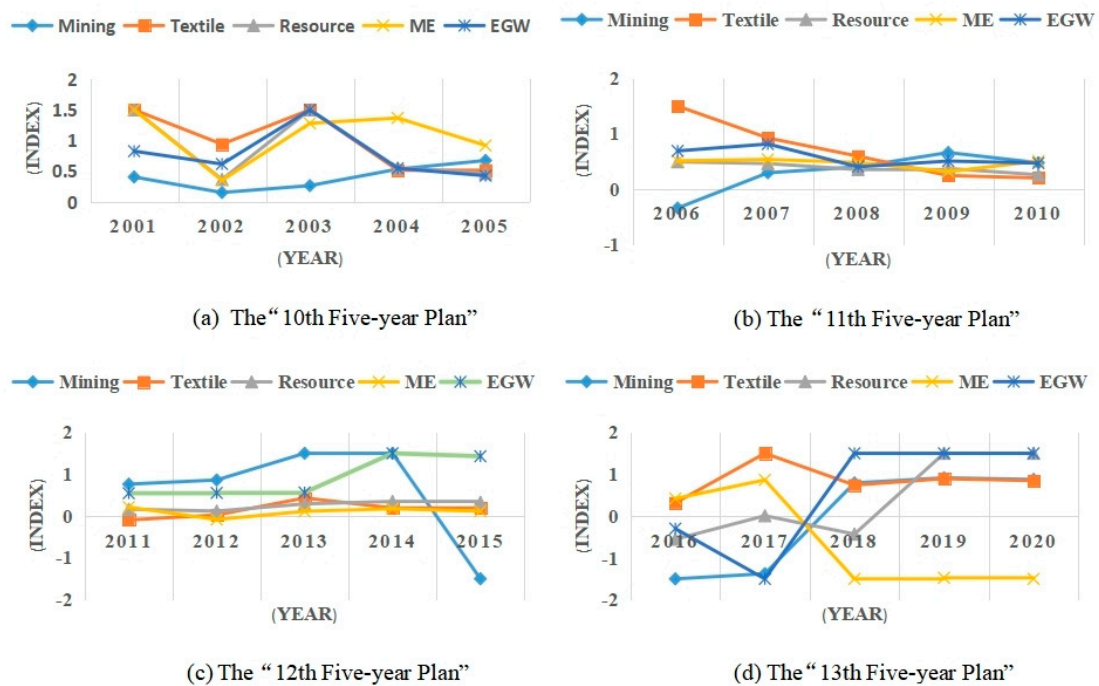 Mining Textile Resource ME EGW
2
1.5
1
0.5
0
(INDEX)
2001 2002 2003 2004 2005
(YEAR)
(a) The“ 10th Five-year Plan”
Mining Textile Resource ME EGW
2
1
0
-1
(INDEX)
2006 2007 2008 2009 2010
(YEAR)
(b) The “11th Five-year Plan”
Mining Textile Resource ME EGW
2
1
0
-1
-2
(INDEX)
2011 2012 2013 2014 2015
(YEAR)
(c) The “12th Five-year Plan”
Mining Textile Resource ME EGW
2
1
0
-1
-2
(INDEX)
2016 2017 2018 2019 2020
(YEAR)
(d) The “13th Five-year Plan”